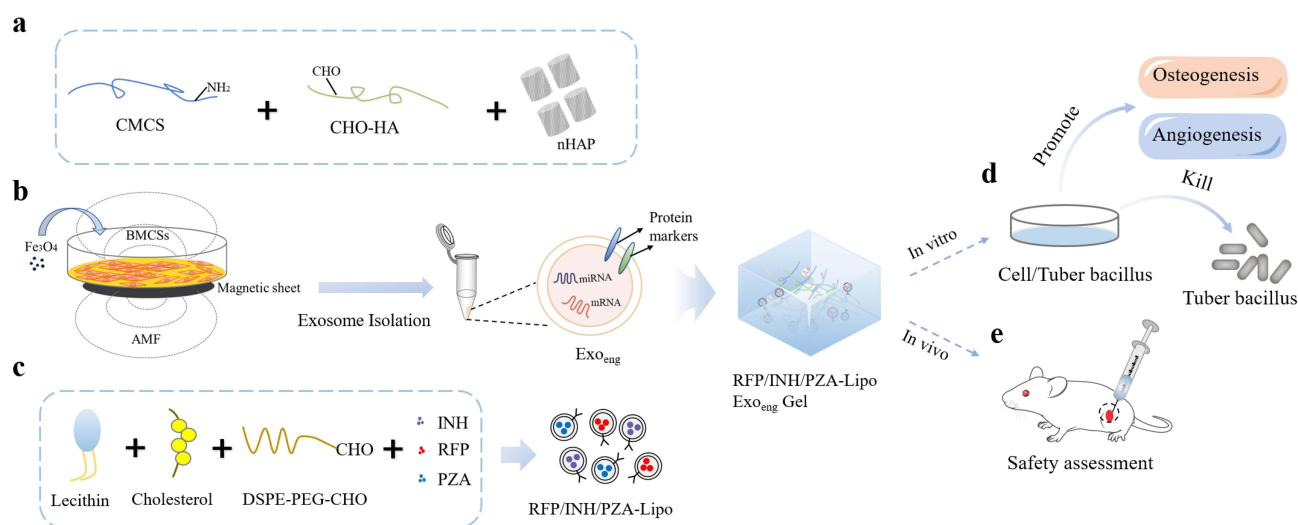 a
NH₂
CMCS
+
CHO
CHO-HA
+
nHAP
b
Fe₃O₄
BMCSs
Magnetic sheet
AMF
Exosome Isolation
Protein
markers
miRNA
mRNA
Exoeng
c
Lecithin
+
Cholesterol
+
CHO
DSPE-PEG-CHO
+
INH
RFP
PZA
RFP/INH/PZA-Lipo
RFP/INH/PZA-Lipo
Exoeng Gel
In vitro
In vivo
d
Promote
Osteogenesis
Angiogenesis
Kill
Cell/Tuber bacillus
Tuber bacillus
e
Safety assessment